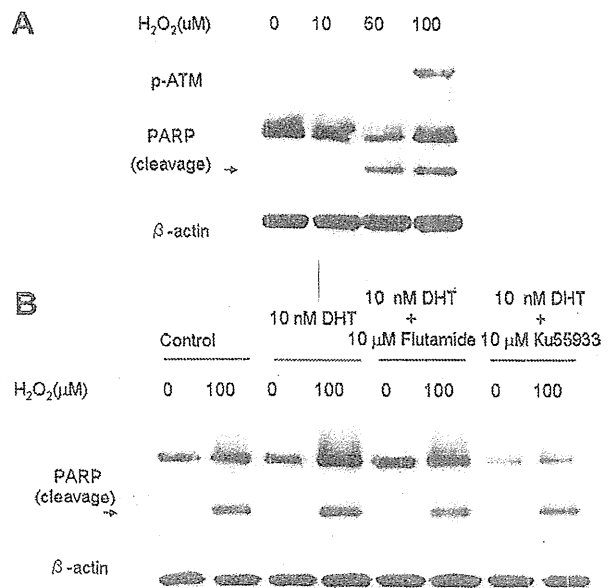 A
H₂O₂(uM) 0 10 50 100
p-ATM
PARP
(cleavage)
β-actin
B
Control
10 nM DHT
10 nM DHT
+
10 μM Flutamide
10 nM DHT
+
10 μM Ku55933
H₂O₂(μM) 0 100 0 100 0 100 0 100
PARP
(cleavage)
β-actin